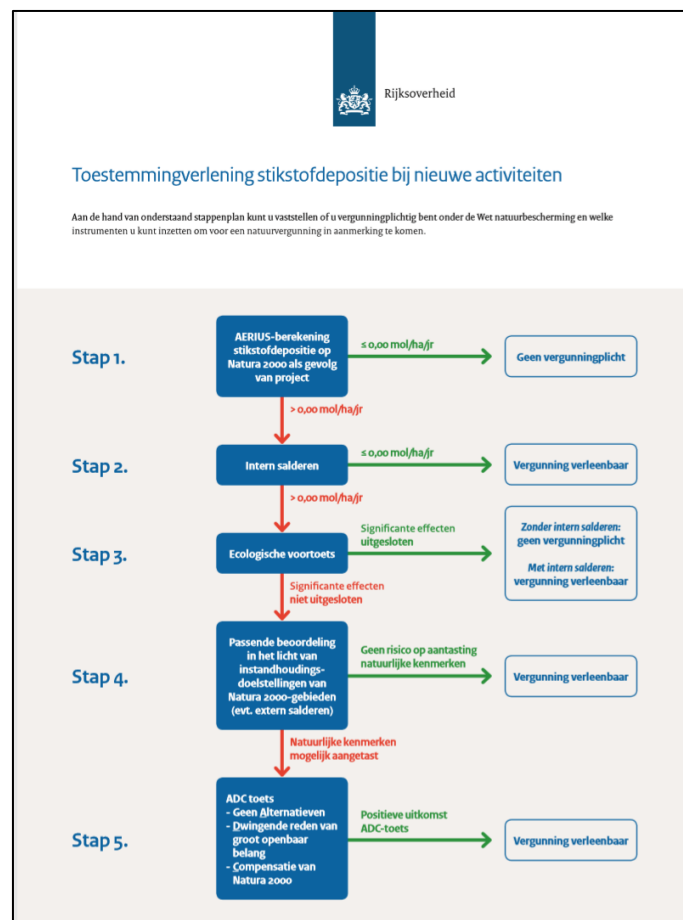 Rijksoverheid
Toestemmingverlening stikstofdepositie bij nieuwe activiteiten
Aan de hand van onderstaand stappenplan kunt u vaststellen of u vergunningplichtig bent onder de Wet natuurbescherming en welke
instrumenten u kunt inzetten om voor een natuurvergunning in aanmerking te komen.
Stap 1.
AERIUS-berekening
stikstofdepositie op
Natura 2000 als gevolg
van project
≤ 0,00 mol/ha/jr
Geen vergunningplicht
> 0,00 mol/ha/jr
Stap 2.
Intern salderen
≤ 0,00 mol/ha/jr
Vergunning verleenbaar
> 0,00 mol/ha/jr
Stap 3.
Ecologische voortoets
Significante effecten
uitgesloten
Zonder intern salderen:
geen vergunningplicht
Met intern salderen:
vergunning verleenbaar
Significante effecten
niet uitgesloten
Stap 4.
Passende beoordeling
in het licht van
instandhoudings-
doelstellingen van
Natura 2000-gebieden
(evt. extern salderen)
Geen risico op aantasting
natuurlijke kenmerken
Vergunning verleenbaar
Natuurlijke kenmerken
mogelijk aangetast
Stap 5.
ADC toets
- Geen Alternatieven
- Dwingende reden van
groot openbaar
belang
- Compensatie van
Natura 2000
Positieve uitkomst
ADC-toets
Vergunning verleenbaar